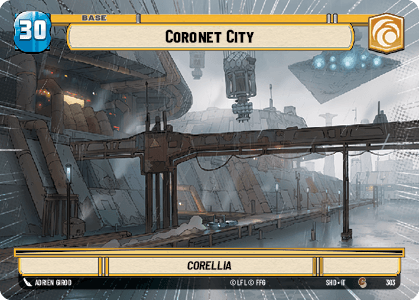 30
BASE
CORONET CITY
CORELLIA
ADRIEN GIROD
© LFL © FFG
SHD • IT
303